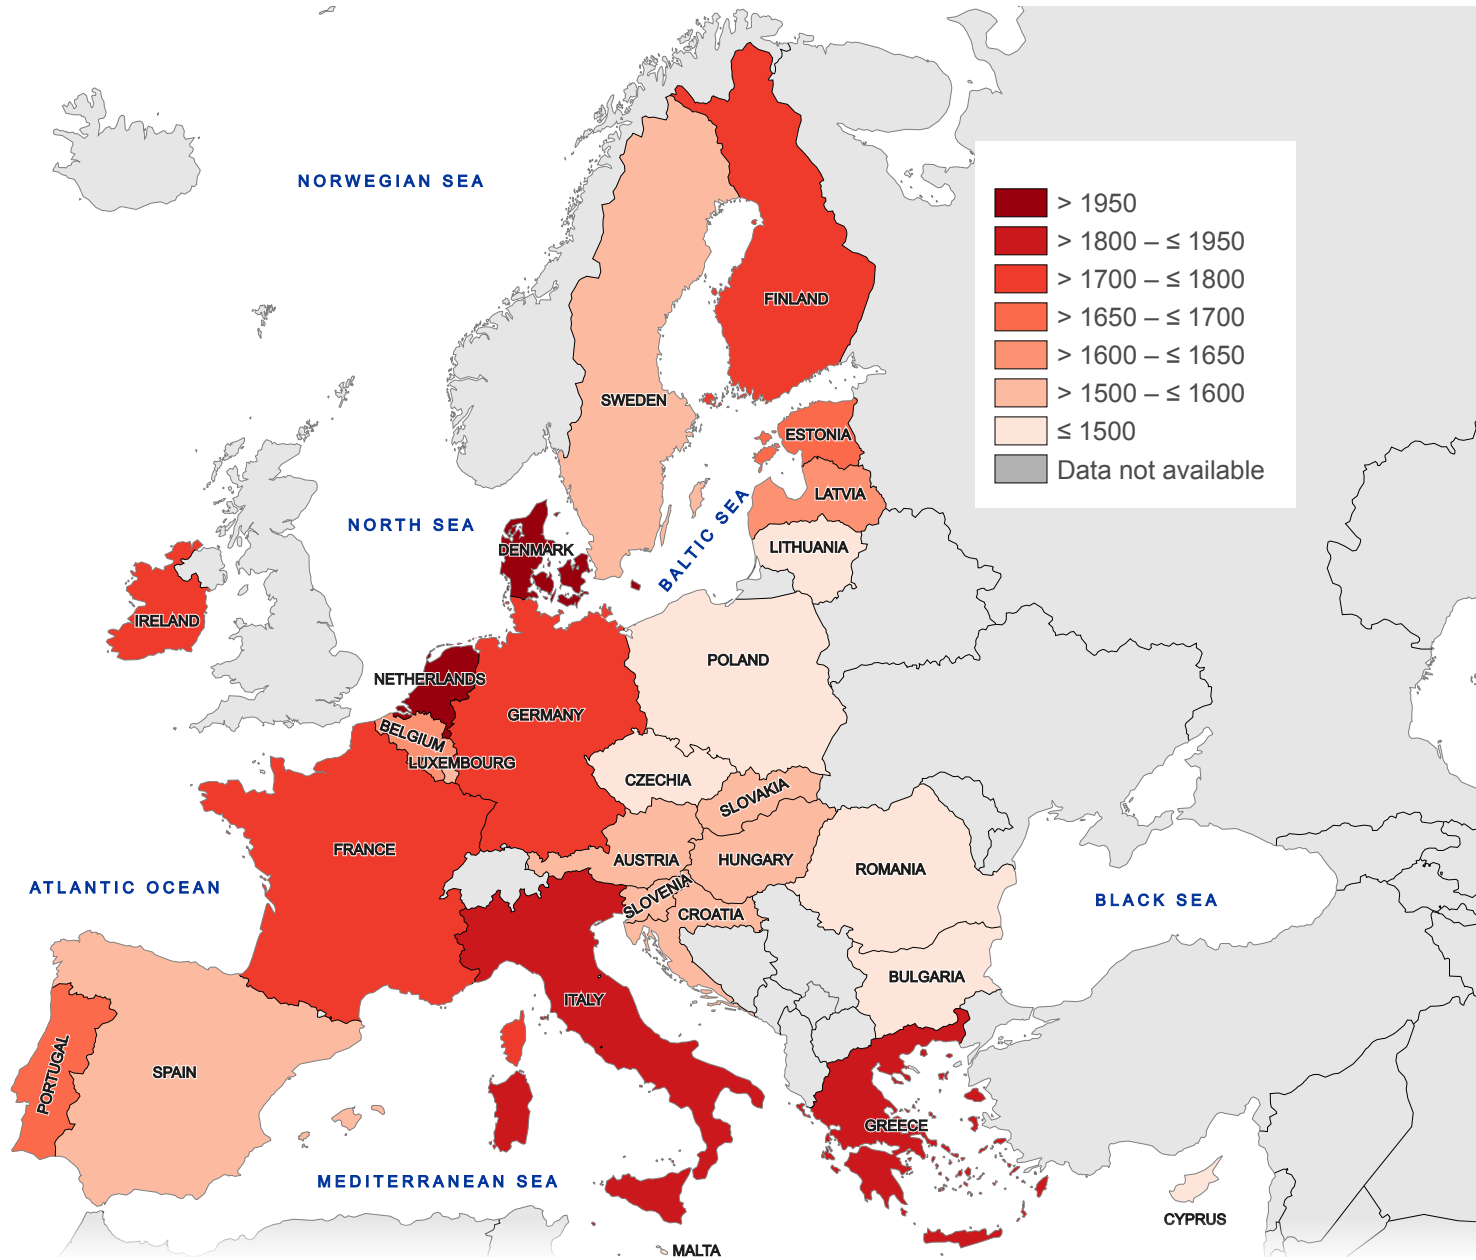 NORWEGIAN SEA
> 1950
> 1800 – ≤ 1950
> 1700 – ≤ 1800
> 1650 – ≤ 1700
> 1600 – ≤ 1650
> 1500 – ≤ 1600
≤ 1500
Data not available
FINLAND
SWEDEN
ESTONIA
LATVIA
NORTH SEA
BALTIC SEA
DENMARK
LITHUANIA
IRELAND
POLAND
NETHERLANDS
GERMANY
BELGIUM
LUXEMBOURG
CZECHIA
SLOVAKIA
FRANCE
AUSTRIA
HUNGARY
ROMANIA
ATLANTIC OCEAN
SLOVENIA
CROATIA
BLACK SEA
BULGARIA
ITALY
PORTUGAL
SPAIN
GREECE
MEDITERRANEAN SEA
CYPRUS
MALTA